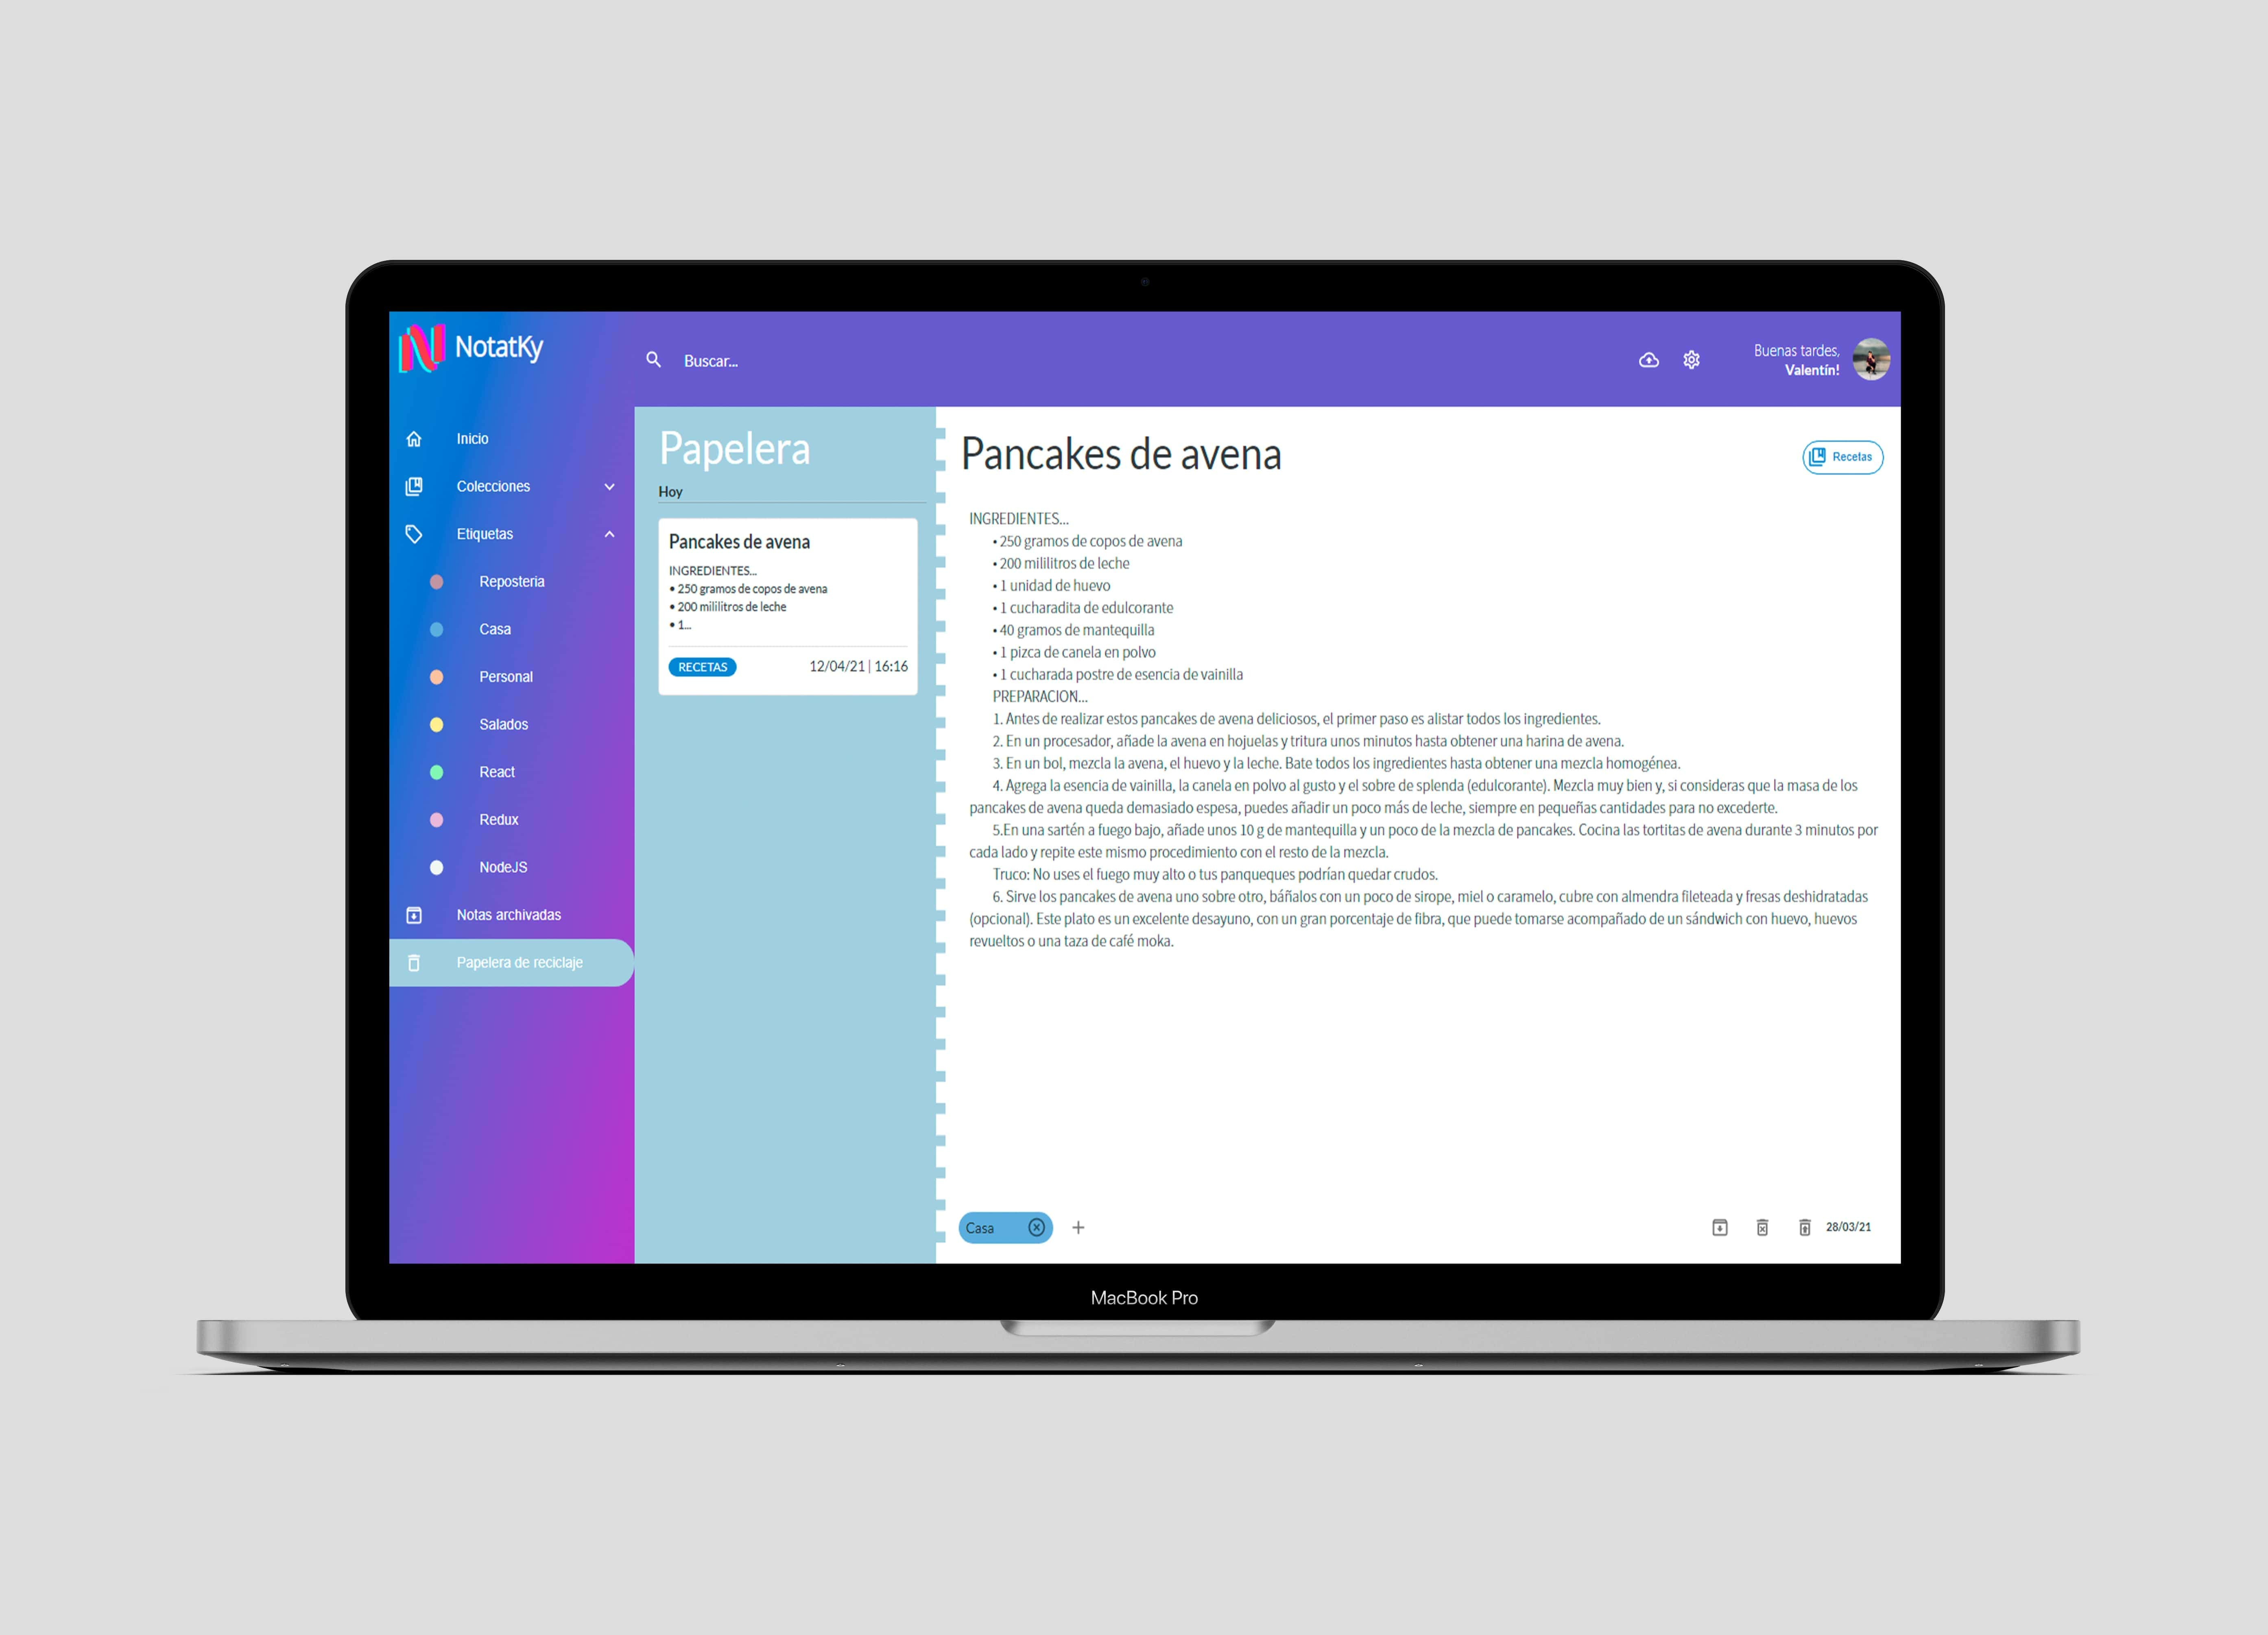 NotatKy
Buscar...
Buenas tardes,
Valentín!
Inicio
Colecciones
Etiquetas
Reposteria
Casa
Personal
Salados
React
Redux
NodeJS
Notas archivadas
Papelera de reciclaje
Papelera
Hoy
Pancakes de avena
INGREDIENTES...
• 250 gramos de copos de avena
• 200 mililitros de leche
• 1...
RECETAS
12/04/21 | 16:16
Pancakes de avena
Recetas
INGREDIENTES...
• 250 gramos de copos de avena
• 200 mililitros de leche
• 1 unidad de huevo
• 1 cucharadita de edulcorante
• 40 gramos de mantequilla
• 1 pizca de canela en polvo
• 1 cucharada postre de esencia de vainilla
PREPARACION...
1. Antes de realizar estos pancakes de avena deliciosos, el primer paso es alistar todos los ingredientes.
2. En un procesador, añade la avena en hojuelas y tritura unos minutos hasta obtener una harina de avena.
3. En un bol, mezcla la avena, el huevo y la leche. Bate todos los ingredientes hasta obtener una mezcla homogénea.
4. Agrega la esencia de vainilla, la canela en polvo al gusto y el sobre de splenda (edulcorante). Mezcla muy bien y, si consideras que la masa de los
pancakes de avena queda demasiado espesa, puedes añadir un poco más de leche, siempre en pequeñas cantidades para no excederte.
5.En una sartén a fuego bajo, añade unos 10 g de mantequilla y un poco de la mezcla de pancakes. Cocina las tortitas de avena durante 3 minutos por
cada lado y repite este mismo procedimiento con el resto de la mezcla.
Truco: No uses el fuego muy alto o tus panqueques podrían quedar crudos.
6. Sirve los pancakes de avena uno sobre otro, báñalos con un poco de sirope, miel o caramelo, cubre con almendra fileteada y fresas deshidratadas
(opcional). Este plato es un excelente desayuno, con un gran porcentaje de fibra, que puede tomarse acompañado de un sándwich con huevo, huevos
revueltos o una taza de café moka.
Casa
28/03/21
MacBook Pro